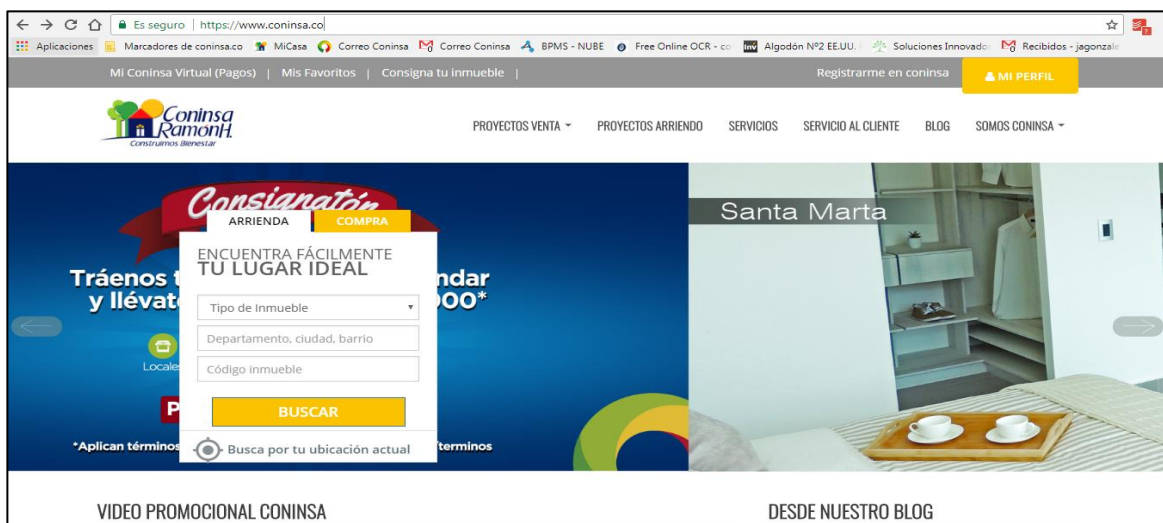 Es seguro | https://www.coninsa.co
Aplicaciones Marcadores de coninsa.co MiCasa Correo Coninsa Correo Coninsa BPMS - NUBE Free Online OCR - co Inv Algodón Nº2 EE.UU. Soluciones Innovado Recibidos - jagonzale
Mi Coninsa Virtual (Pagos) | Mis Favoritos | Consigna tu inmueble | Registrarme en coninsa MI PERFIL
Coninsa
RamónH.
Construimos Bienestar
PROYECTOS VENTA PROYECTOS ARRIENDO SERVICIOS SERVICIO AL CLIENTE BLOG SOMOS CONINSA
Consignatón
ARRIENDA COMPRA
Santa Marta
ENCUENTRA FÁCILMENTE
TU LUGAR IDEAL
Tráenos t ndar
y llévat 00*
Tipo de Inmueble
Departamento, ciudad, barrio
Locale
Código inmueble
P
BUSCAR
*Aplican términos terminos
Busca por tu ubicación actual
VIDEO PROMOCIONAL CONINSA DESDE NUESTRO BLOG